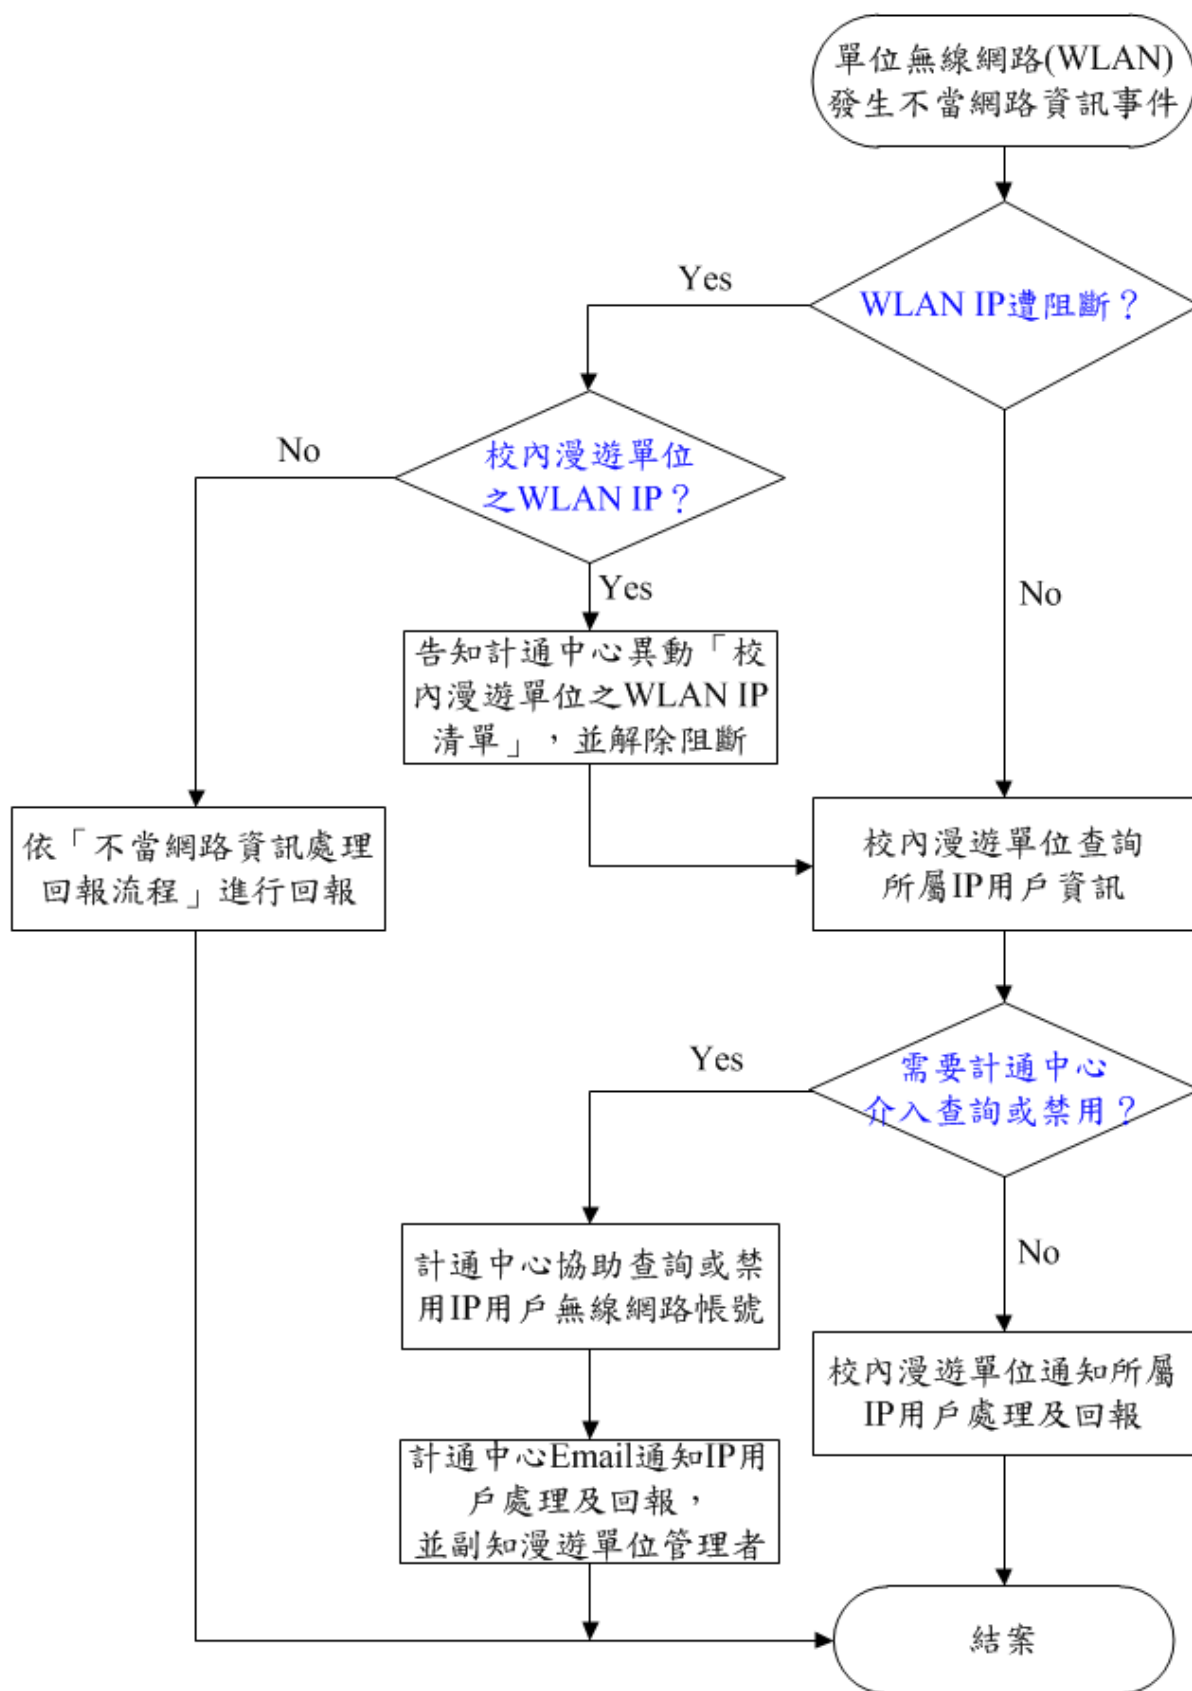 單位無線網路(WLAN)
發生不當網路資訊事件
Yes
WLAN IP遭阻斷？
No
校內漫遊單位
之WLAN IP？
Yes
No
告知計通中心異動「校
內漫遊單位之WLAN IP
清單」，並解除阻斷
依「不當網路資訊處理
回報流程」進行回報
校內漫遊單位查詢
所屬IP用戶資訊
Yes
需要計通中心
介入查詢或禁用？
計通中心協助查詢或禁
用IP用戶無線網路帳號
No
校內漫遊單位通知所屬
IP用戶處理及回報
計通中心Email通知IP用
戶處理及回報，
並副知漫遊單位管理者
結案